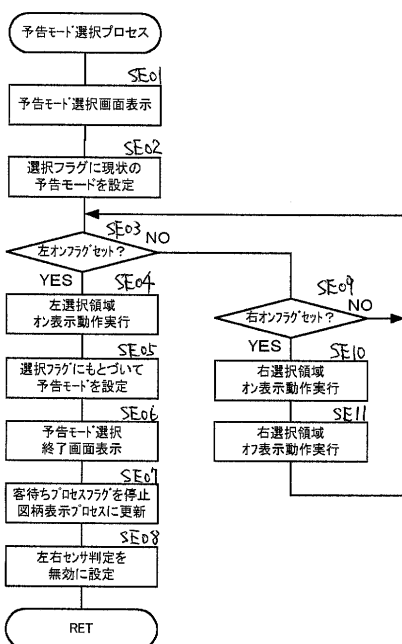 予告モード選択プロセス
SE01
予告モード選択画面表示
SE02
選択フラグに現状の
予告モードを設定
SE03
左オンフラグセット？
NO
YES
SE04
左選択領域
オン表示動作実行
SE05
選択フラグにもとづいて
予告モードを設定
SE06
予告モード選択
終了画面表示
SE07
客待ちプロセスフラグを停止
図柄表示プロセスに更新
SE08
左右センサ判定を
無効に設定
RET
SE09
右オンフラグセット？
NO
YES
SE10
右選択領域
オン表示動作実行
SE11
右選択領域
オフ表示動作実行